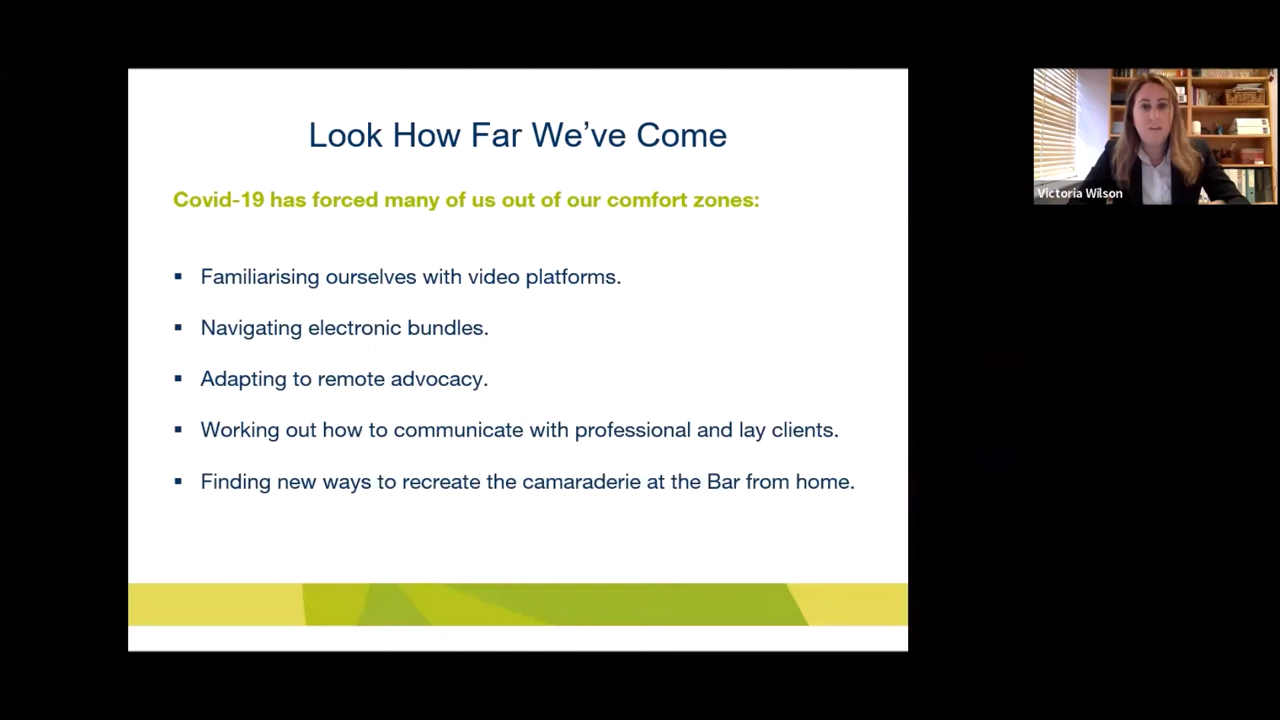 Look How Far We’ve Come
Covid-19 has forced many of us out of our comfort zones:
▪ Familiarising ourselves with video platforms.
▪ Navigating electronic bundles.
▪ Adapting to remote advocacy.
▪ Working out how to communicate with professional and lay clients.
▪ Finding new ways to recreate the camaraderie at the Bar from home.
Victoria Wilson